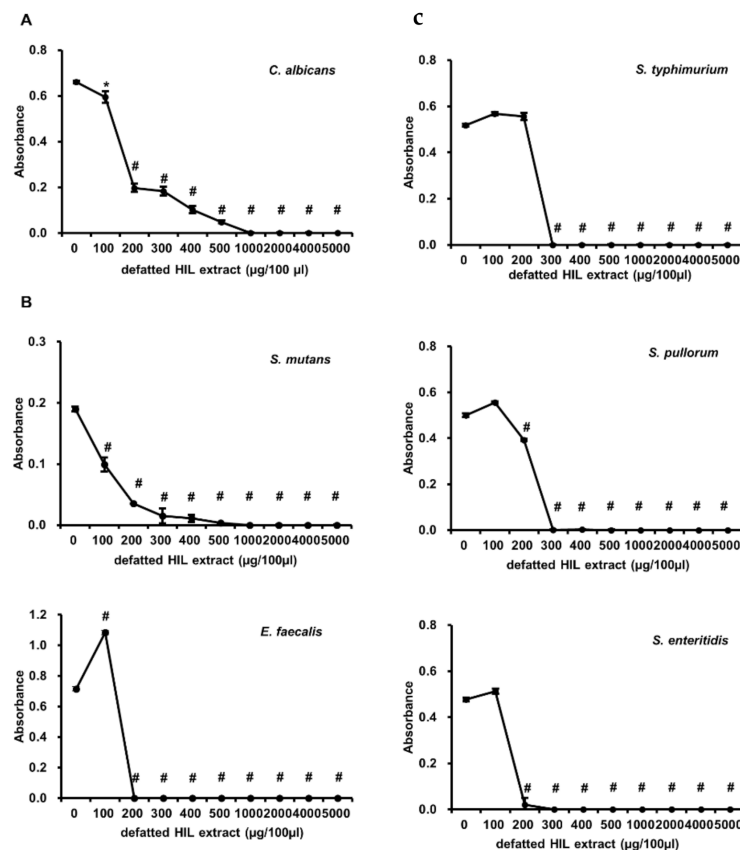 A
C. albicans
Absorbance
0.8
0.6
0.4
0.2
0.0
*
# # # # # # # #
0 100 200 300 400 500 1000 2000 4000 5000
defatted HIL extract (µg/100 µl)
B
S. mutans
Absorbance
0.3
0.2
0.1
0.0
# # # # # # # # #
0 100 200 300 400 500 1000 2000 4000 5000
defatted HIL extract (µg/100µl)
E. faecalis
Absorbance
1.2
1.0
0.8
0.6
0.4
0.2
0.0
# # # # # # # # #
0 100 200 300 400 500 1000 2000 4000 5000
defatted HIL extract (µg/100µl)
C
S. typhimurium
Absorbance
0.8
0.6
0.4
0.2
0.0
# # # # # # #
0 100 200 300 400 500 1000 2000 4000 5000
defatted HIL extract (µg/100µl)
S. pullorum
Absorbance
0.8
0.6
0.4
0.2
0.0
# # # # # # # #
0 100 200 300 400 500 1000 2000 4000 5000
defatted HIL extract (µg/100µl)
S. enteritidis
Absorbance
0.8
0.6
0.4
0.2
0.0
# # # # # # # #
0 100 200 300 400 500 1000 2000 4000 5000
defatted HIL extract (µg/100µl)